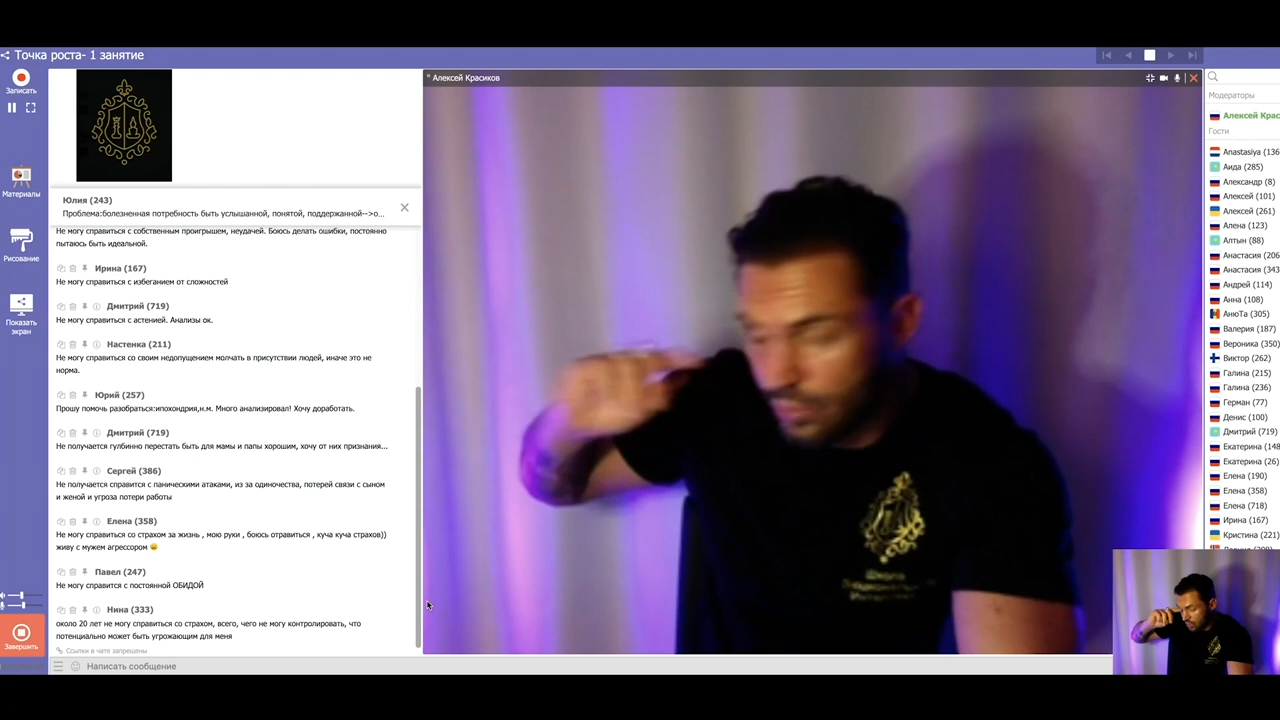 Точка роста- 1 занятие
Записать
Материалы
Рисование
Показать
экран
Завершить
Юлия (243)
Проблема:болезненная потребность быть услышанной, понятой, поддержанной-->о...
Не могу справиться с собственным проигрышем, неудачей. Боюсь делать ошибки, постоянно
пытаюсь быть идеальной.
Ирина (167)
Не могу справиться с избеганием от сложностей
Дмитрий (719)
Не могу справиться с астенией. Анализы ок.
Настенка (211)
Не могу справиться со своим недопущением молчать в присутствии людей, иначе это не
норма.
Юрий (257)
Прошу помочь разобраться:ипохондрия,н.м. Много анализировал! Хочу доработать.
Дмитрий (719)
Не получается гулбинно перестать быть для мамы и папы хорошим, хочу от них признания...
Сергей (386)
Не получается справится с паническими атаками, из за одиночества, потерей связи с сыном
и женой и угроза потери работы
Елена (358)
Не могу справиться со страхом за жизнь , мою руки , боюсь отравиться , куча куча страхов))
живу с мужем агрессором 😄
Павел (247)
Не могу справится с постоянной ОБИДОЙ
Нина (333)
около 20 лет не могу справиться со страхом, всего, чего не могу контролировать, что
потенциально может быть угрожающим для меня
Ссылки в чате запрещены
Написать сообщение
Алексей Красиков
Модераторы
Алексей Крас
Гости
Anastasiya (136
Аида (285)
Александр (8)
Алексей (101)
Алексей (261)
Алена (123)
Алтын (88)
Анастасия (206
Анастасия (343
Андрей (114)
Анна (108)
АнюТа (305)
Валерия (187)
Вероника (350)
Виктор (262)
Галина (215)
Галина (236)
Герман (77)
Денис (100)
Дмитрий (719)
Екатерина (148
Екатерина (26)
Елена (190)
Елена (358)
Елена (718)
Ирина (167)
Кристина (221)